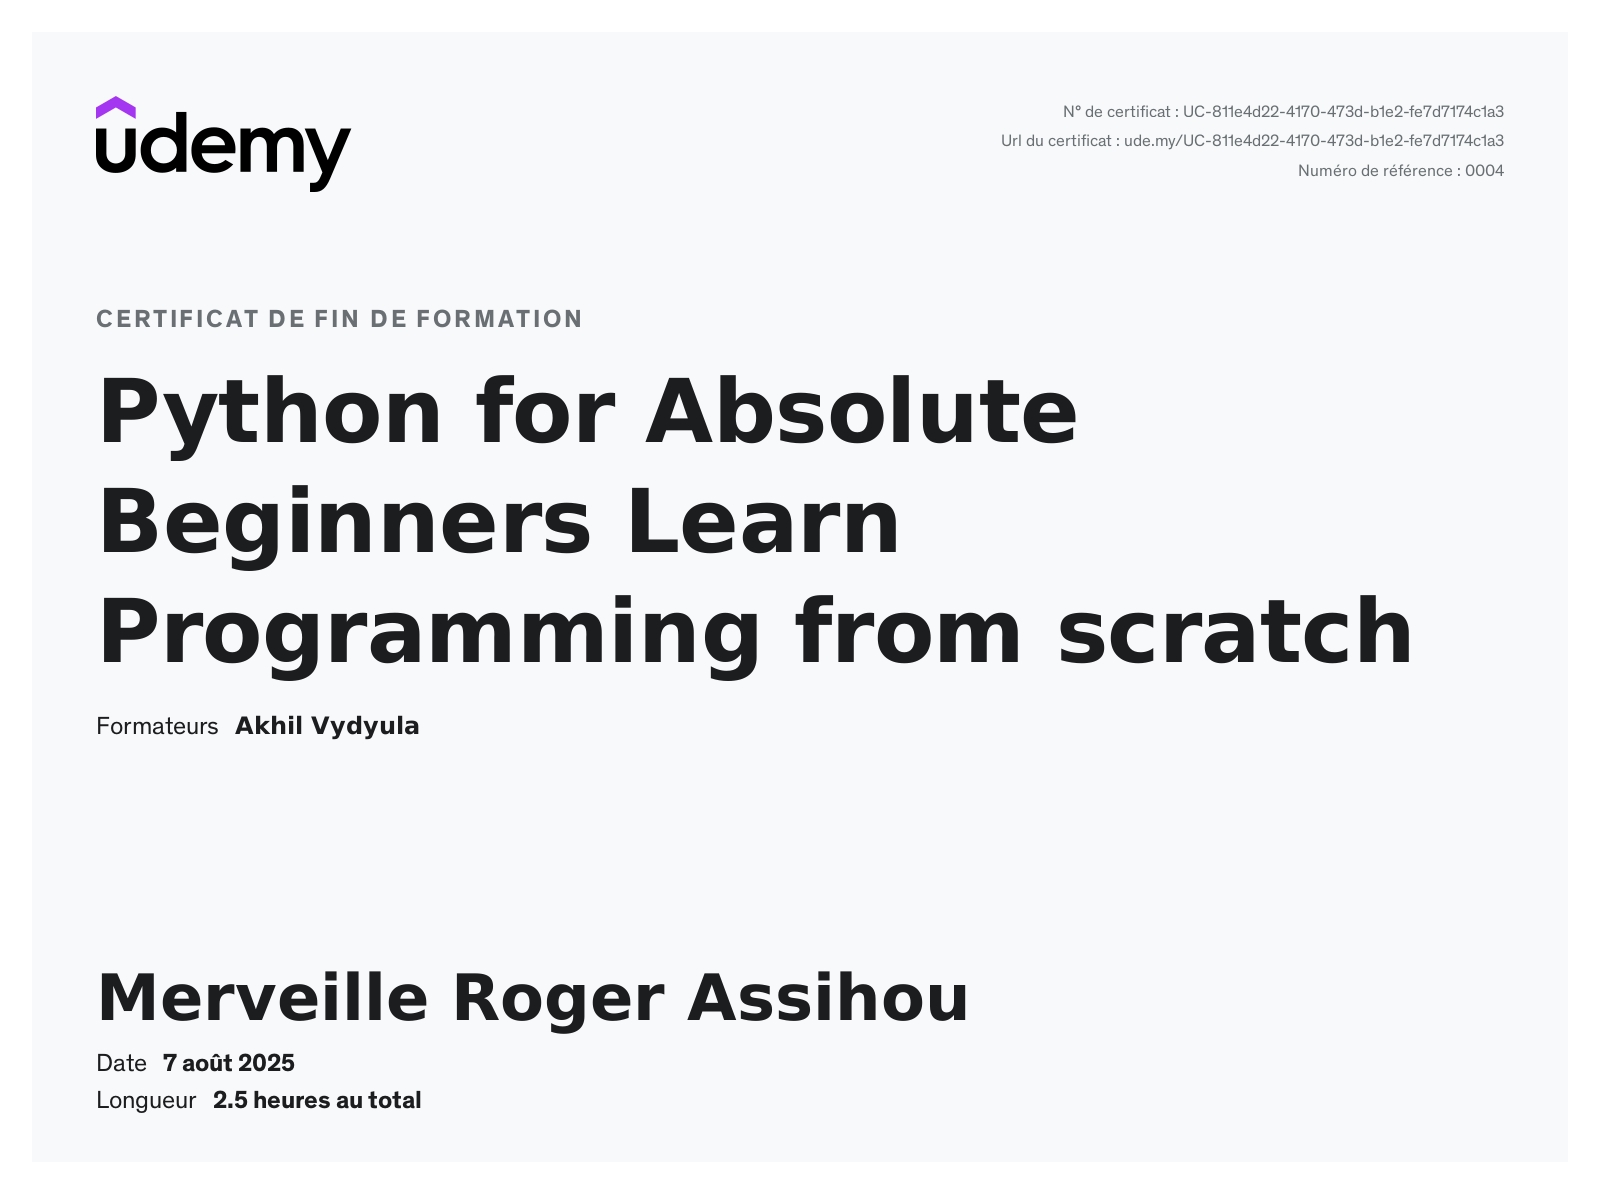 udemy
N° de certificat : UC-811e4d22-4170-473d-b1e2-fe7d7174c1a3
Url du certificat : ude.my/UC-811e4d22-4170-473d-b1e2-fe7d7174c1a3
Numéro de référence : 0004
CERTIFICAT DE FIN DE FORMATION
Python for Absolute
Beginners Learn
Programming from scratch
Formateurs Akhil Vydyula
Merveille Roger Assihou
Date 7 août 2025
Longueur 2.5 heures au total